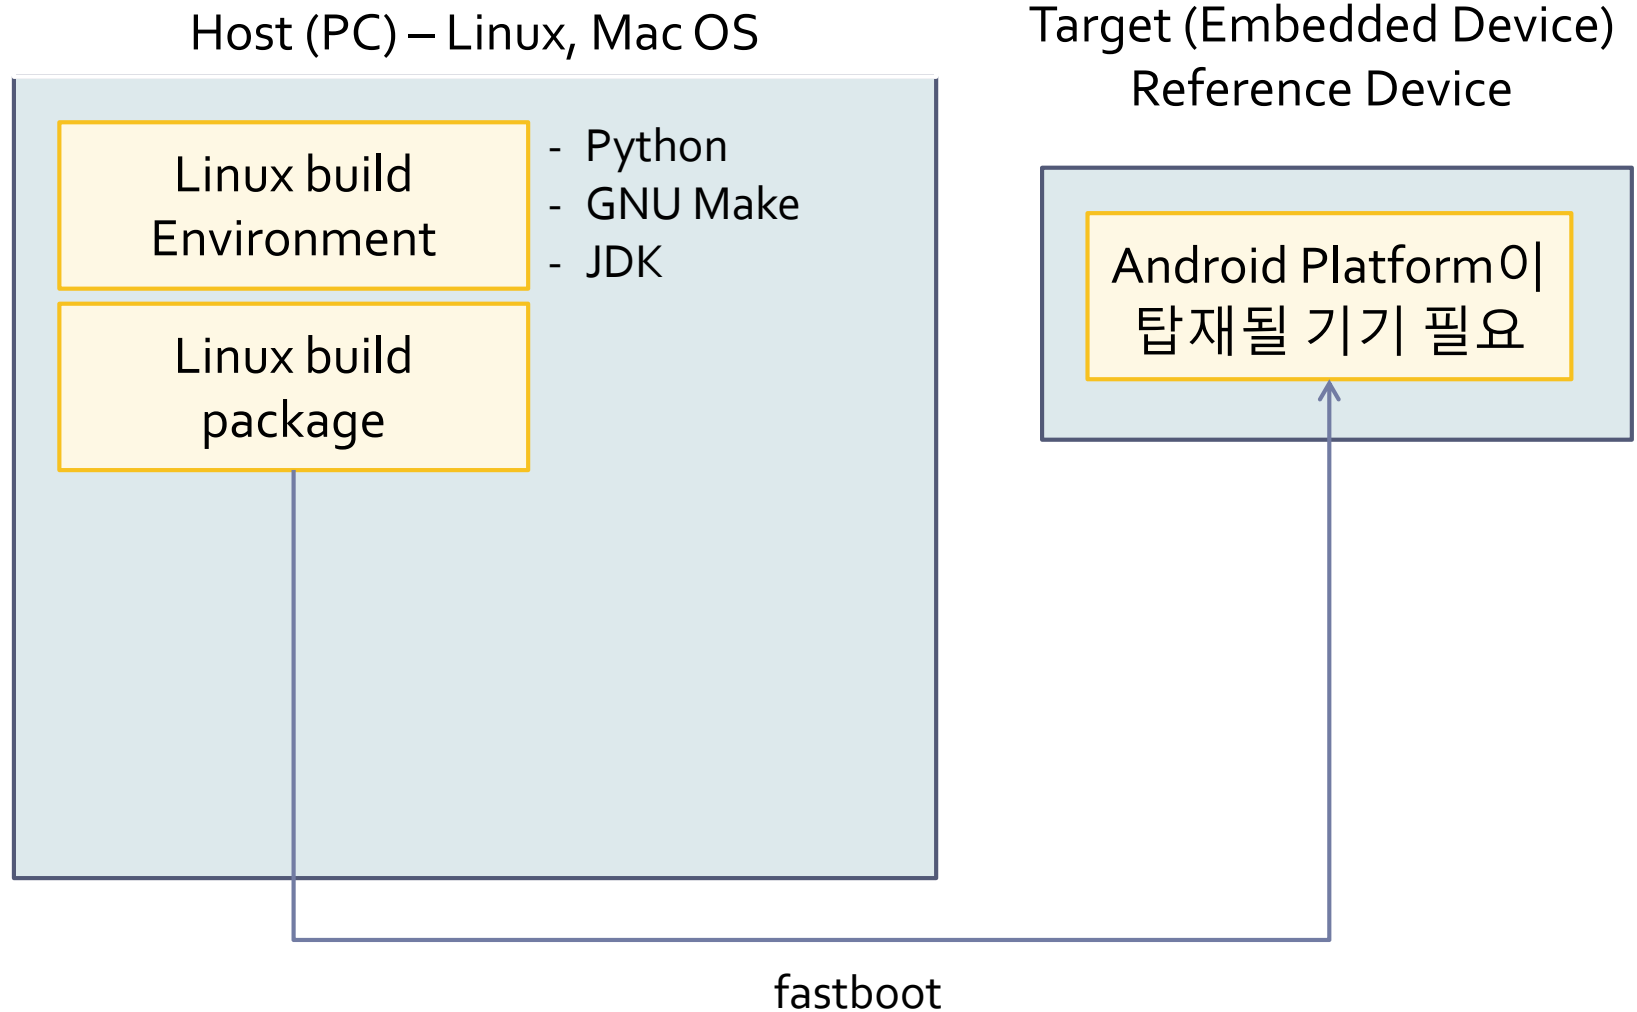 Host (PC) – Linux, Mac OS
Target (Embedded Device)
Reference Device
Linux build
Environment
- Python
- GNU Make
- JDK
Linux build
package
Android Platform이
탑재될 기기 필요
fastboot